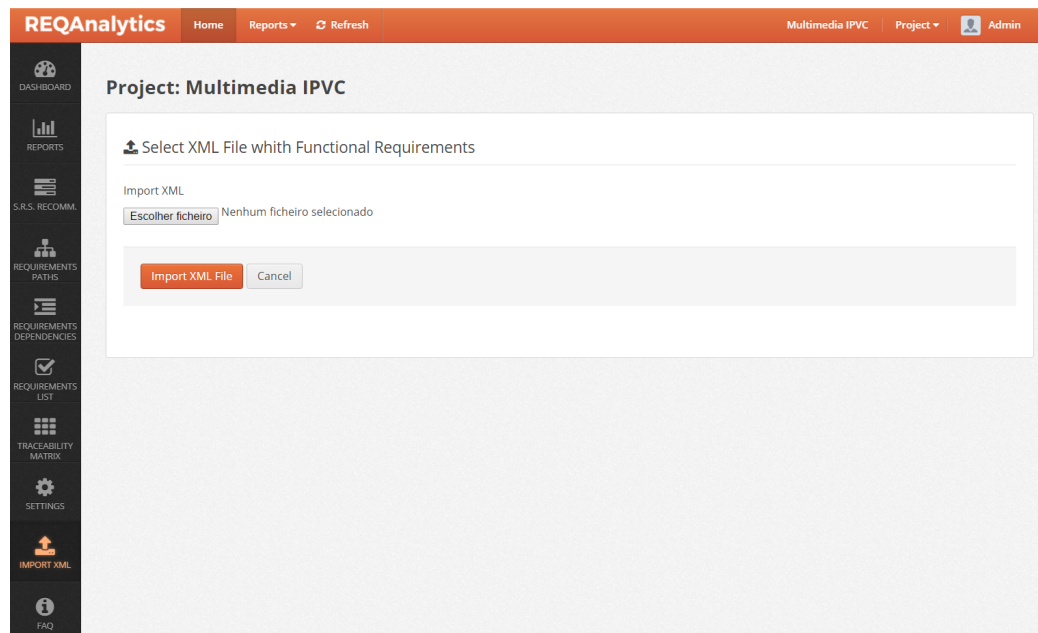 REQAnalytics Home Reports Refresh Multimedia IPVC Project Admin
DASHBOARD
REPORTS
S.R.S. RECOMM.
REQUIREMENTS
PATHS
REQUIREMENTS
DEPENDENCIES
REQUIREMENTS
LIST
TRACEABILITY
MATRIX
SETTINGS
IMPORT XML
FAQ
Project: Multimedia IPVC
Select XML File whith Functional Requirements
Import XML
Escolher ficheiro Nenhum ficheiro selecionado
Import XML File Cancel